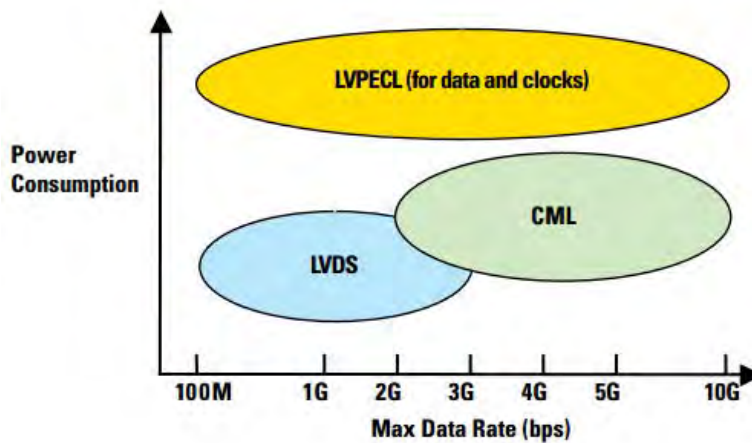 LVPECL (for data and clocks)
Power
Consumption
CML
LVDS
100M 1G 2G 3G 4G 5G 10G
Max Data Rate (bps)